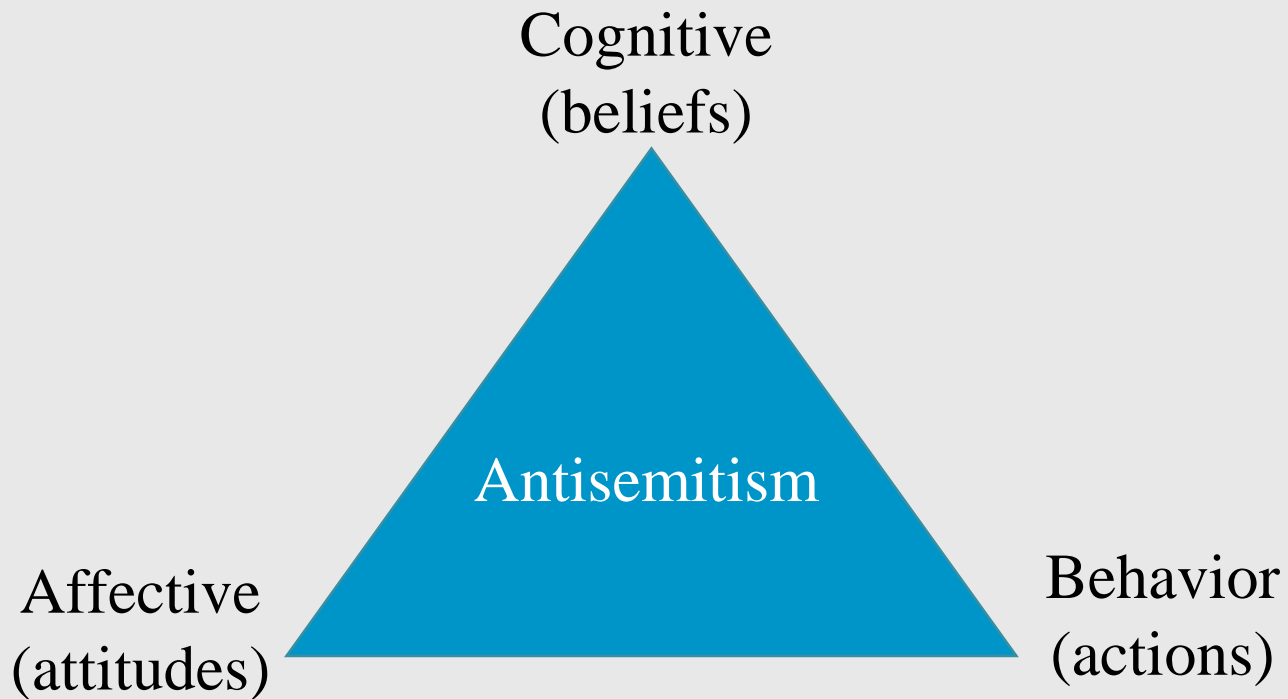 Cognitive
(beliefs)
Antisemitism
Affective
(attitudes)
Behavior
(actions)